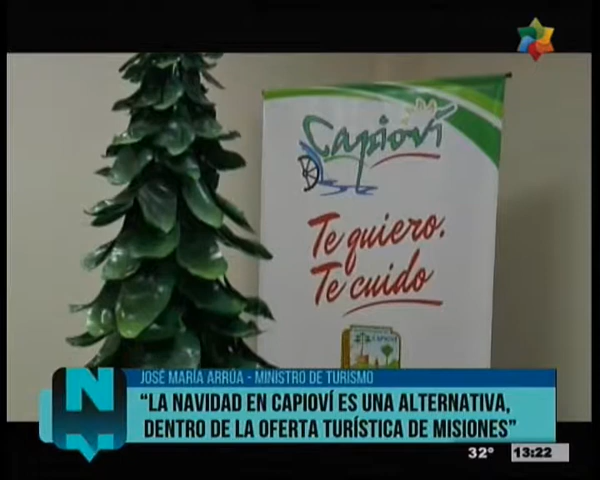 Capioví
Te quiero.
Te cuido
CAPIOVÍ
N
JOSÉ MARÍA ARRÚA - MINISTRO DE TURISMO
“LA NAVIDAD EN CAPIOVÍ ES UNA ALTERNATIVA,
DENTRO DE LA OFERTA TURÍSTICA DE MISIONES”
32° 13:22